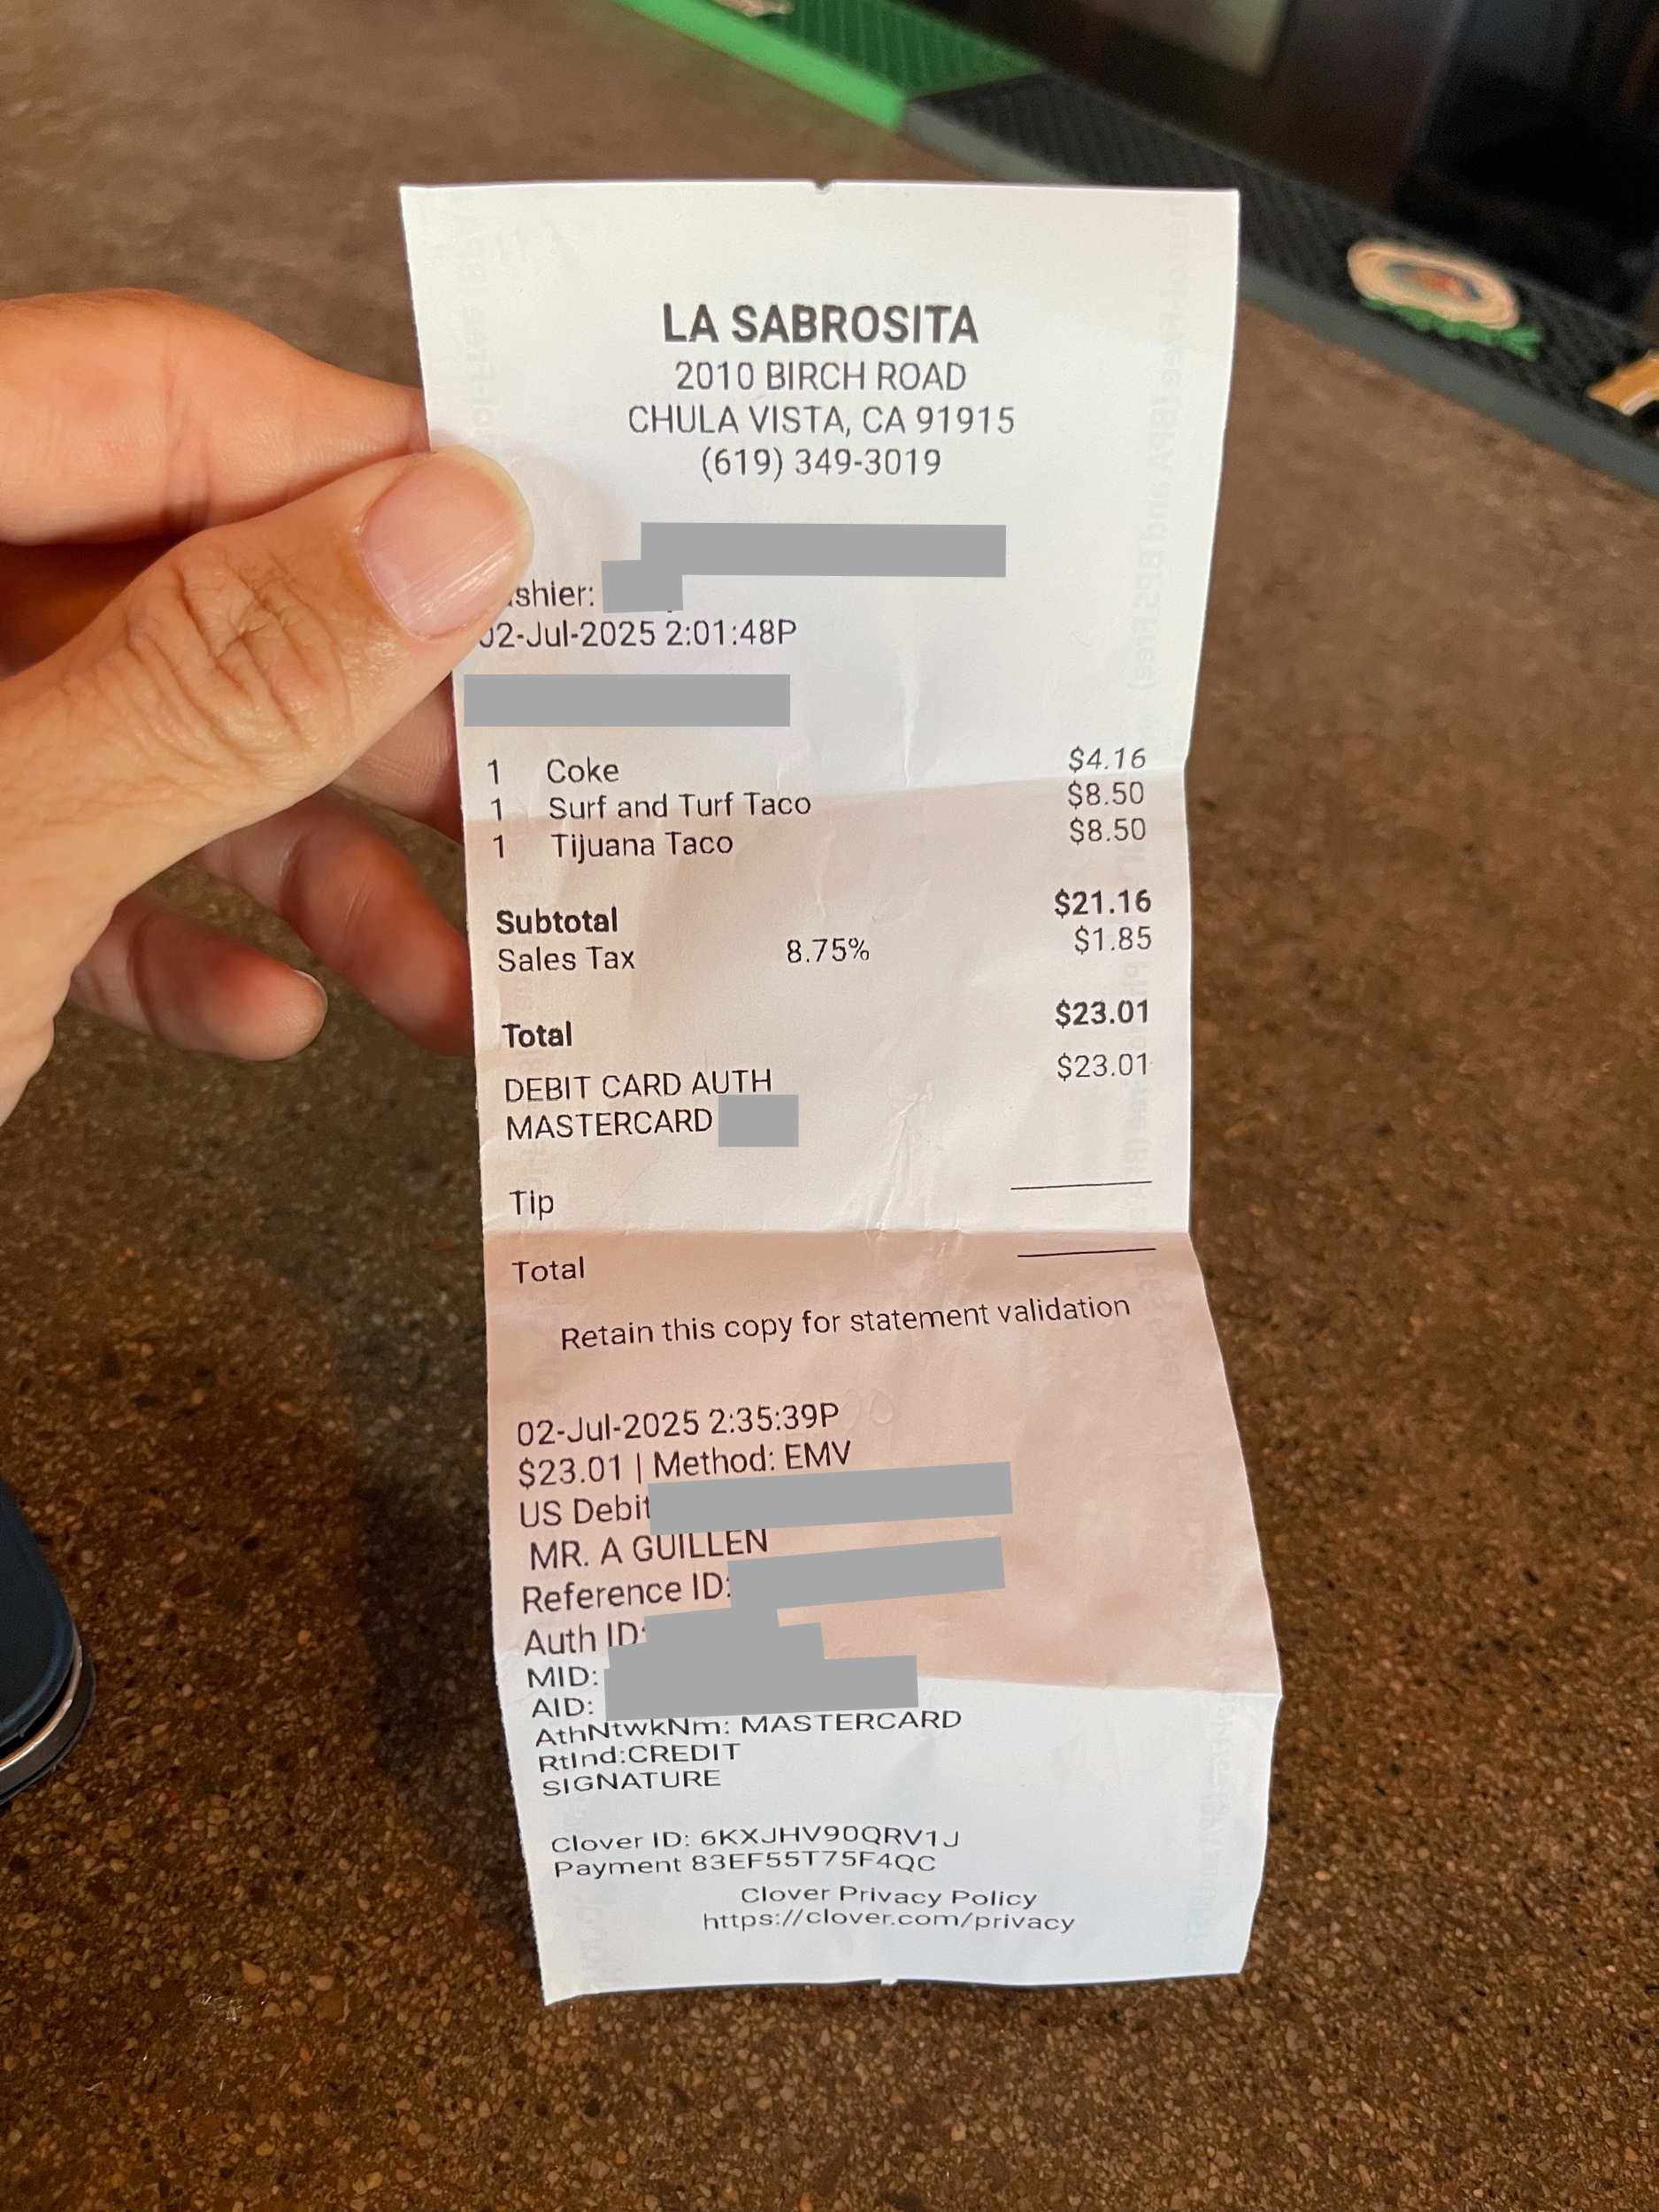 LA SABROSITA
2010 BIRCH ROAD
CHULA VISTA, CA 91915
(619) 349-3019
shier:
02-Jul-2025 2:01:48P
1 Coke $4.16
1 Surf and Turf Taco $8.50
1 Tijuana Taco $8.50
Subtotal $21.16
Sales Tax 8.75% $1.85
Total $23.01
DEBIT CARD AUTH $23.01
MASTERCARD
Tip
Total
Retain this copy for statement validation
02-Jul-2025 2:35:39P
$23.01 | Method: EMV
US Debit
MR. A GUILLEN
Reference ID:
Auth ID:
MID:
AID:
AthNtwkNm: MASTERCARD
RtInd:CREDIT
SIGNATURE
Clover ID: 6KXJHV90QRV1J
Payment 83EF55T75F4QC
Clover Privacy Policy
https://clover.com/privacy